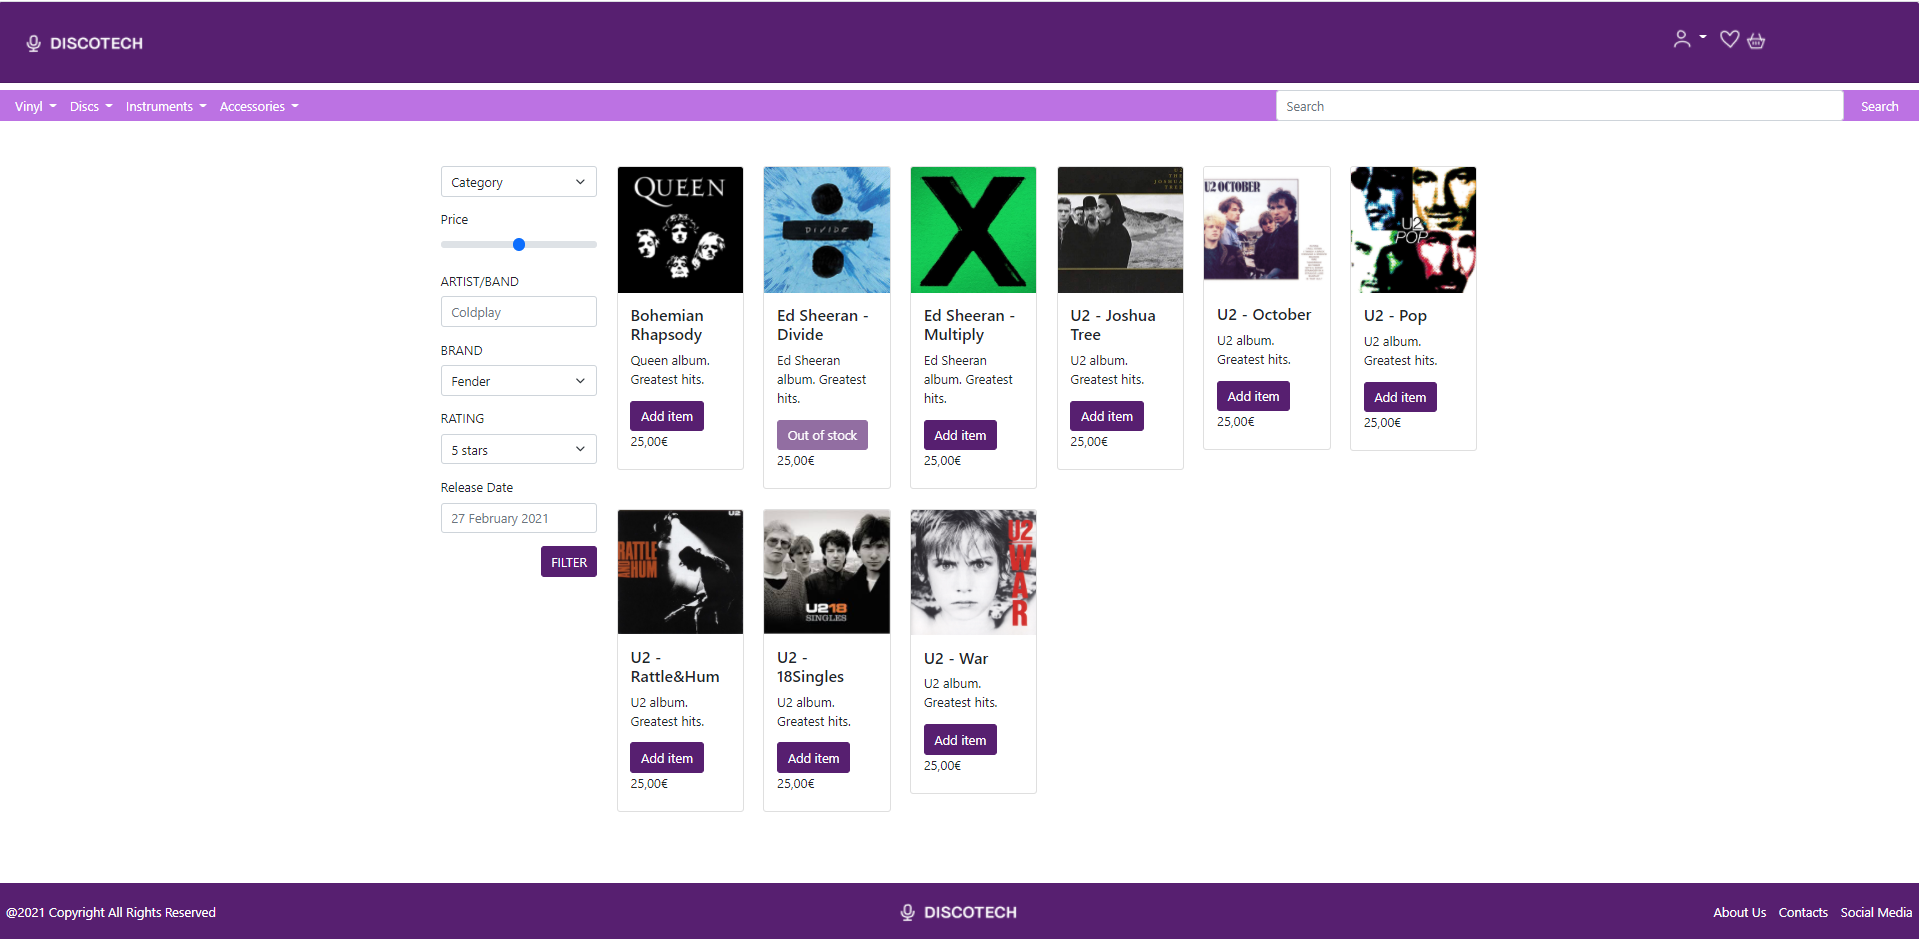 DISCOTECH
Vinyl
Discs
Instruments
Accessories
Search
Search
Category
Price
ARTIST/BAND
Coldplay
BRAND
Fender
RATING
5 stars
Release Date
27 February 2021
FILTER
QUEEN
Bohemian
Rhapsody
Queen album.
Greatest hits.
Add item
25,00€
DIVIDE
Ed Sheeran -
Divide
Ed Sheeran
album. Greatest
hits.
Out of stock
25,00€
X
Ed Sheeran -
Multiply
Ed Sheeran
album. Greatest
hits.
Add item
25,00€
U2
THE
JOSHUA
TREE
U2 - Joshua
Tree
U2 album.
Greatest hits.
Add item
25,00€
U2 OCTOBER
U2 - October
U2 album.
Greatest hits.
Add item
25,00€
U2
POP
U2 - Pop
U2 album.
Greatest hits.
Add item
25,00€
U2
RATTLE
AND
HUM
U2 -
Rattle&Hum
U2 album.
Greatest hits.
Add item
25,00€
U218
SINGLES
U2 -
18Singles
U2 album.
Greatest hits.
Add item
25,00€
U2
WAR
U2 - War
U2 album.
Greatest hits.
Add item
25,00€
@2021 Copyright All Rights Reserved
DISCOTECH
About Us
Contacts
Social Media